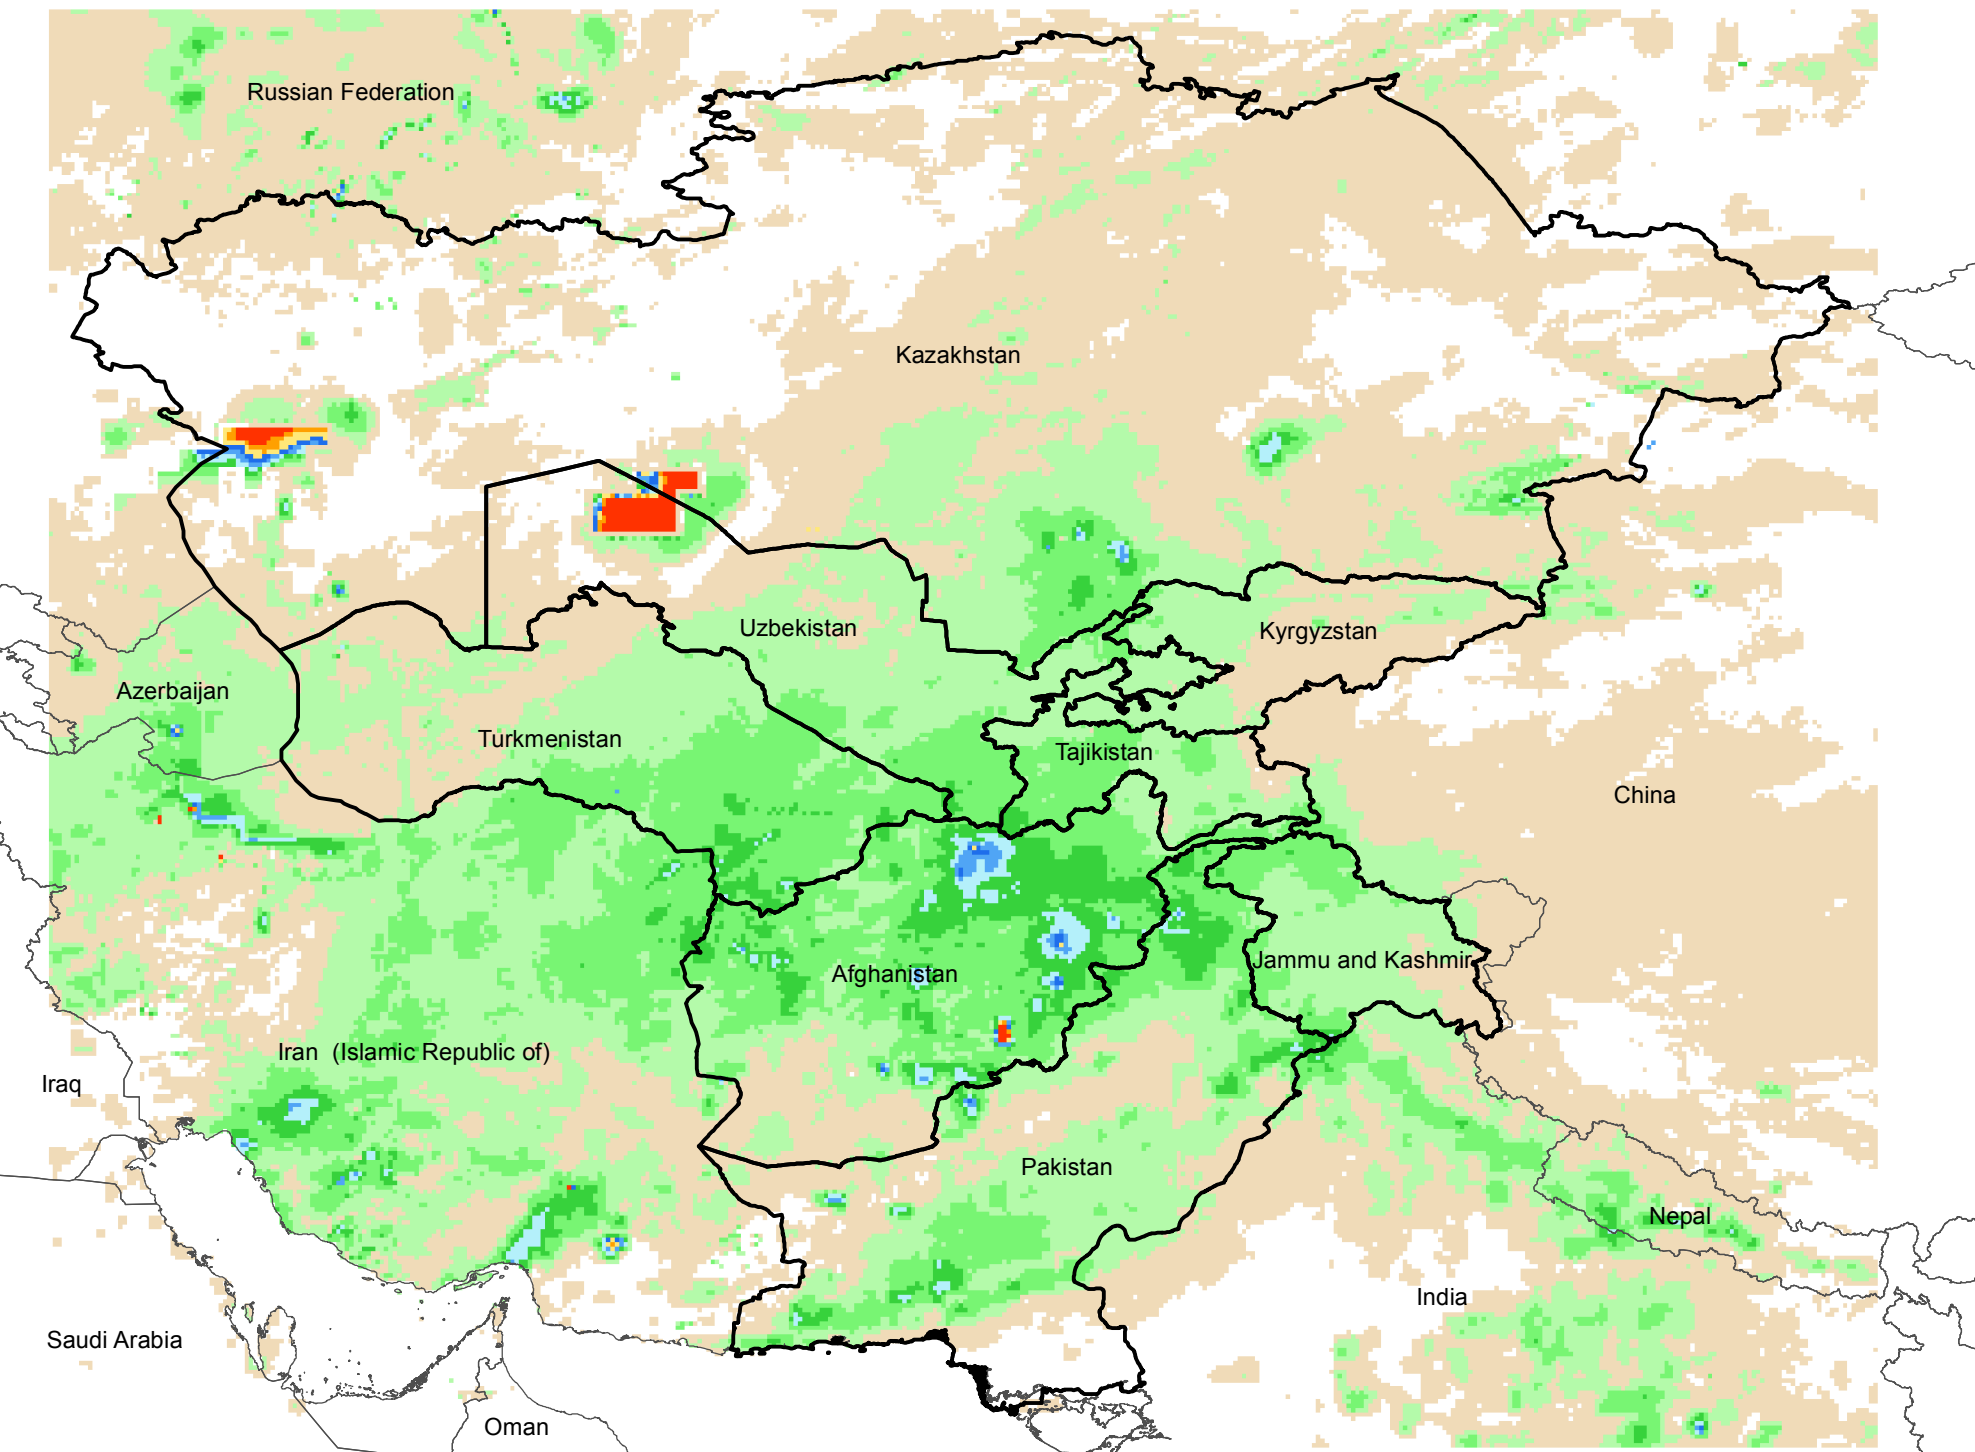 Russian Federation
Kazakhstan
Uzbekistan
Kyrgyzstan
Azerbaijan
Turkmenistan
Tajikistan
China
Jammu and Kashmir
Afghanistan
Iran (Islamic Republic of)
Iraq
Pakistan
Nepal
India
Saudi Arabia
Oman